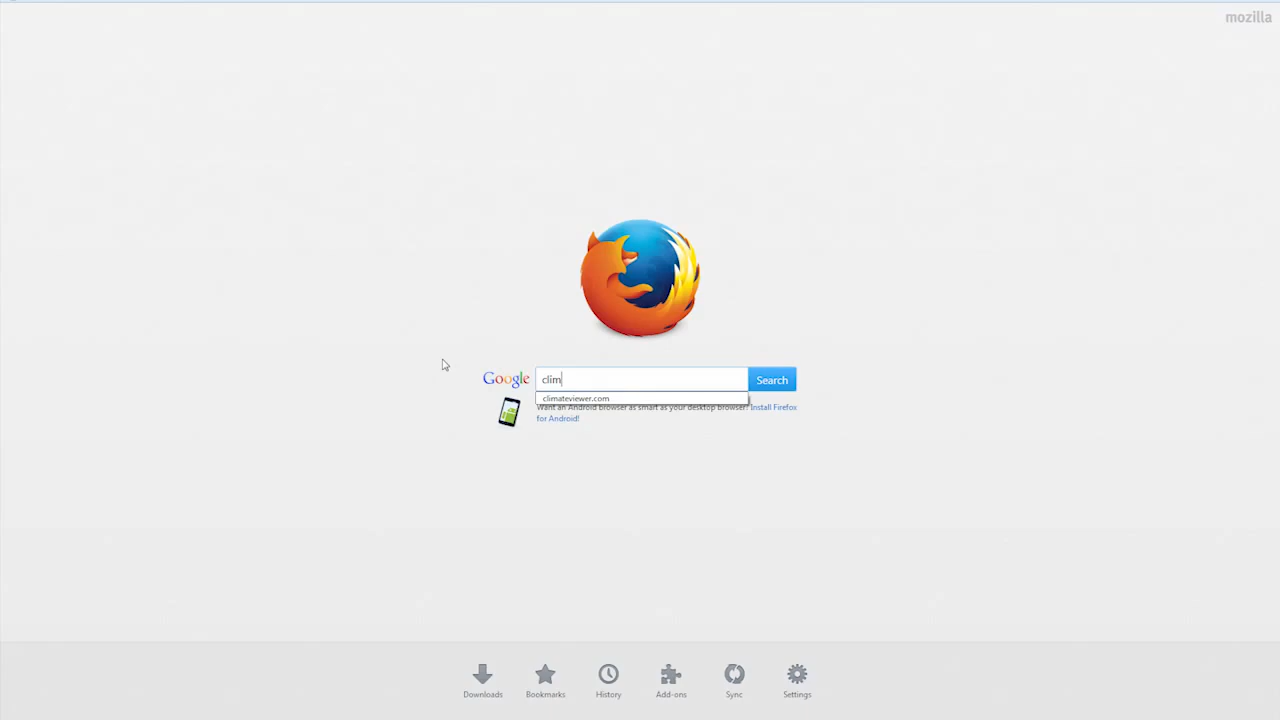 mozilla
Google
clim
Search
climateviewer.com
Want an Android browser as smart as your desktop browser? Install Firefox
for Android!
Downloads
Bookmarks
History
Add-ons
Sync
Settings